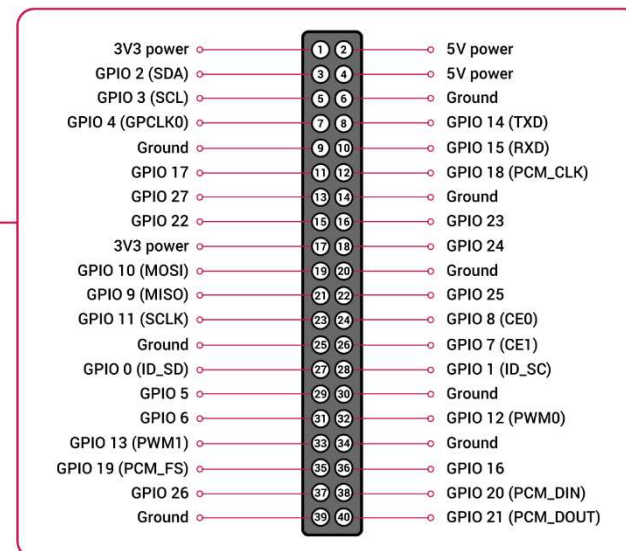 3V3 power 1 2 5V power
GPIO 2 (SDA) 3 4 5V power
GPIO 3 (SCL) 5 6 Ground
GPIO 4 (GPCLK0) 7 8 GPIO 14 (TXD)
Ground 9 10 GPIO 15 (RXD)
GPIO 17 11 12 GPIO 18 (PCM_CLK)
GPIO 27 13 14 Ground
GPIO 22 15 16 GPIO 23
3V3 power 17 18 GPIO 24
GPIO 10 (MOSI) 19 20 Ground
GPIO 9 (MISO) 21 22 GPIO 25
GPIO 11 (SCLK) 23 24 GPIO 8 (CE0)
Ground 25 26 GPIO 7 (CE1)
GPIO 0 (ID_SD) 27 28 GPIO 1 (ID_SC)
GPIO 5 29 30 Ground
GPIO 6 31 32 GPIO 12 (PWM0)
GPIO 13 (PWM1) 33 34 Ground
GPIO 19 (PCM_FS) 35 36 GPIO 16
GPIO 26 37 38 GPIO 20 (PCM_DIN)
Ground 39 40 GPIO 21 (PCM_DOUT)